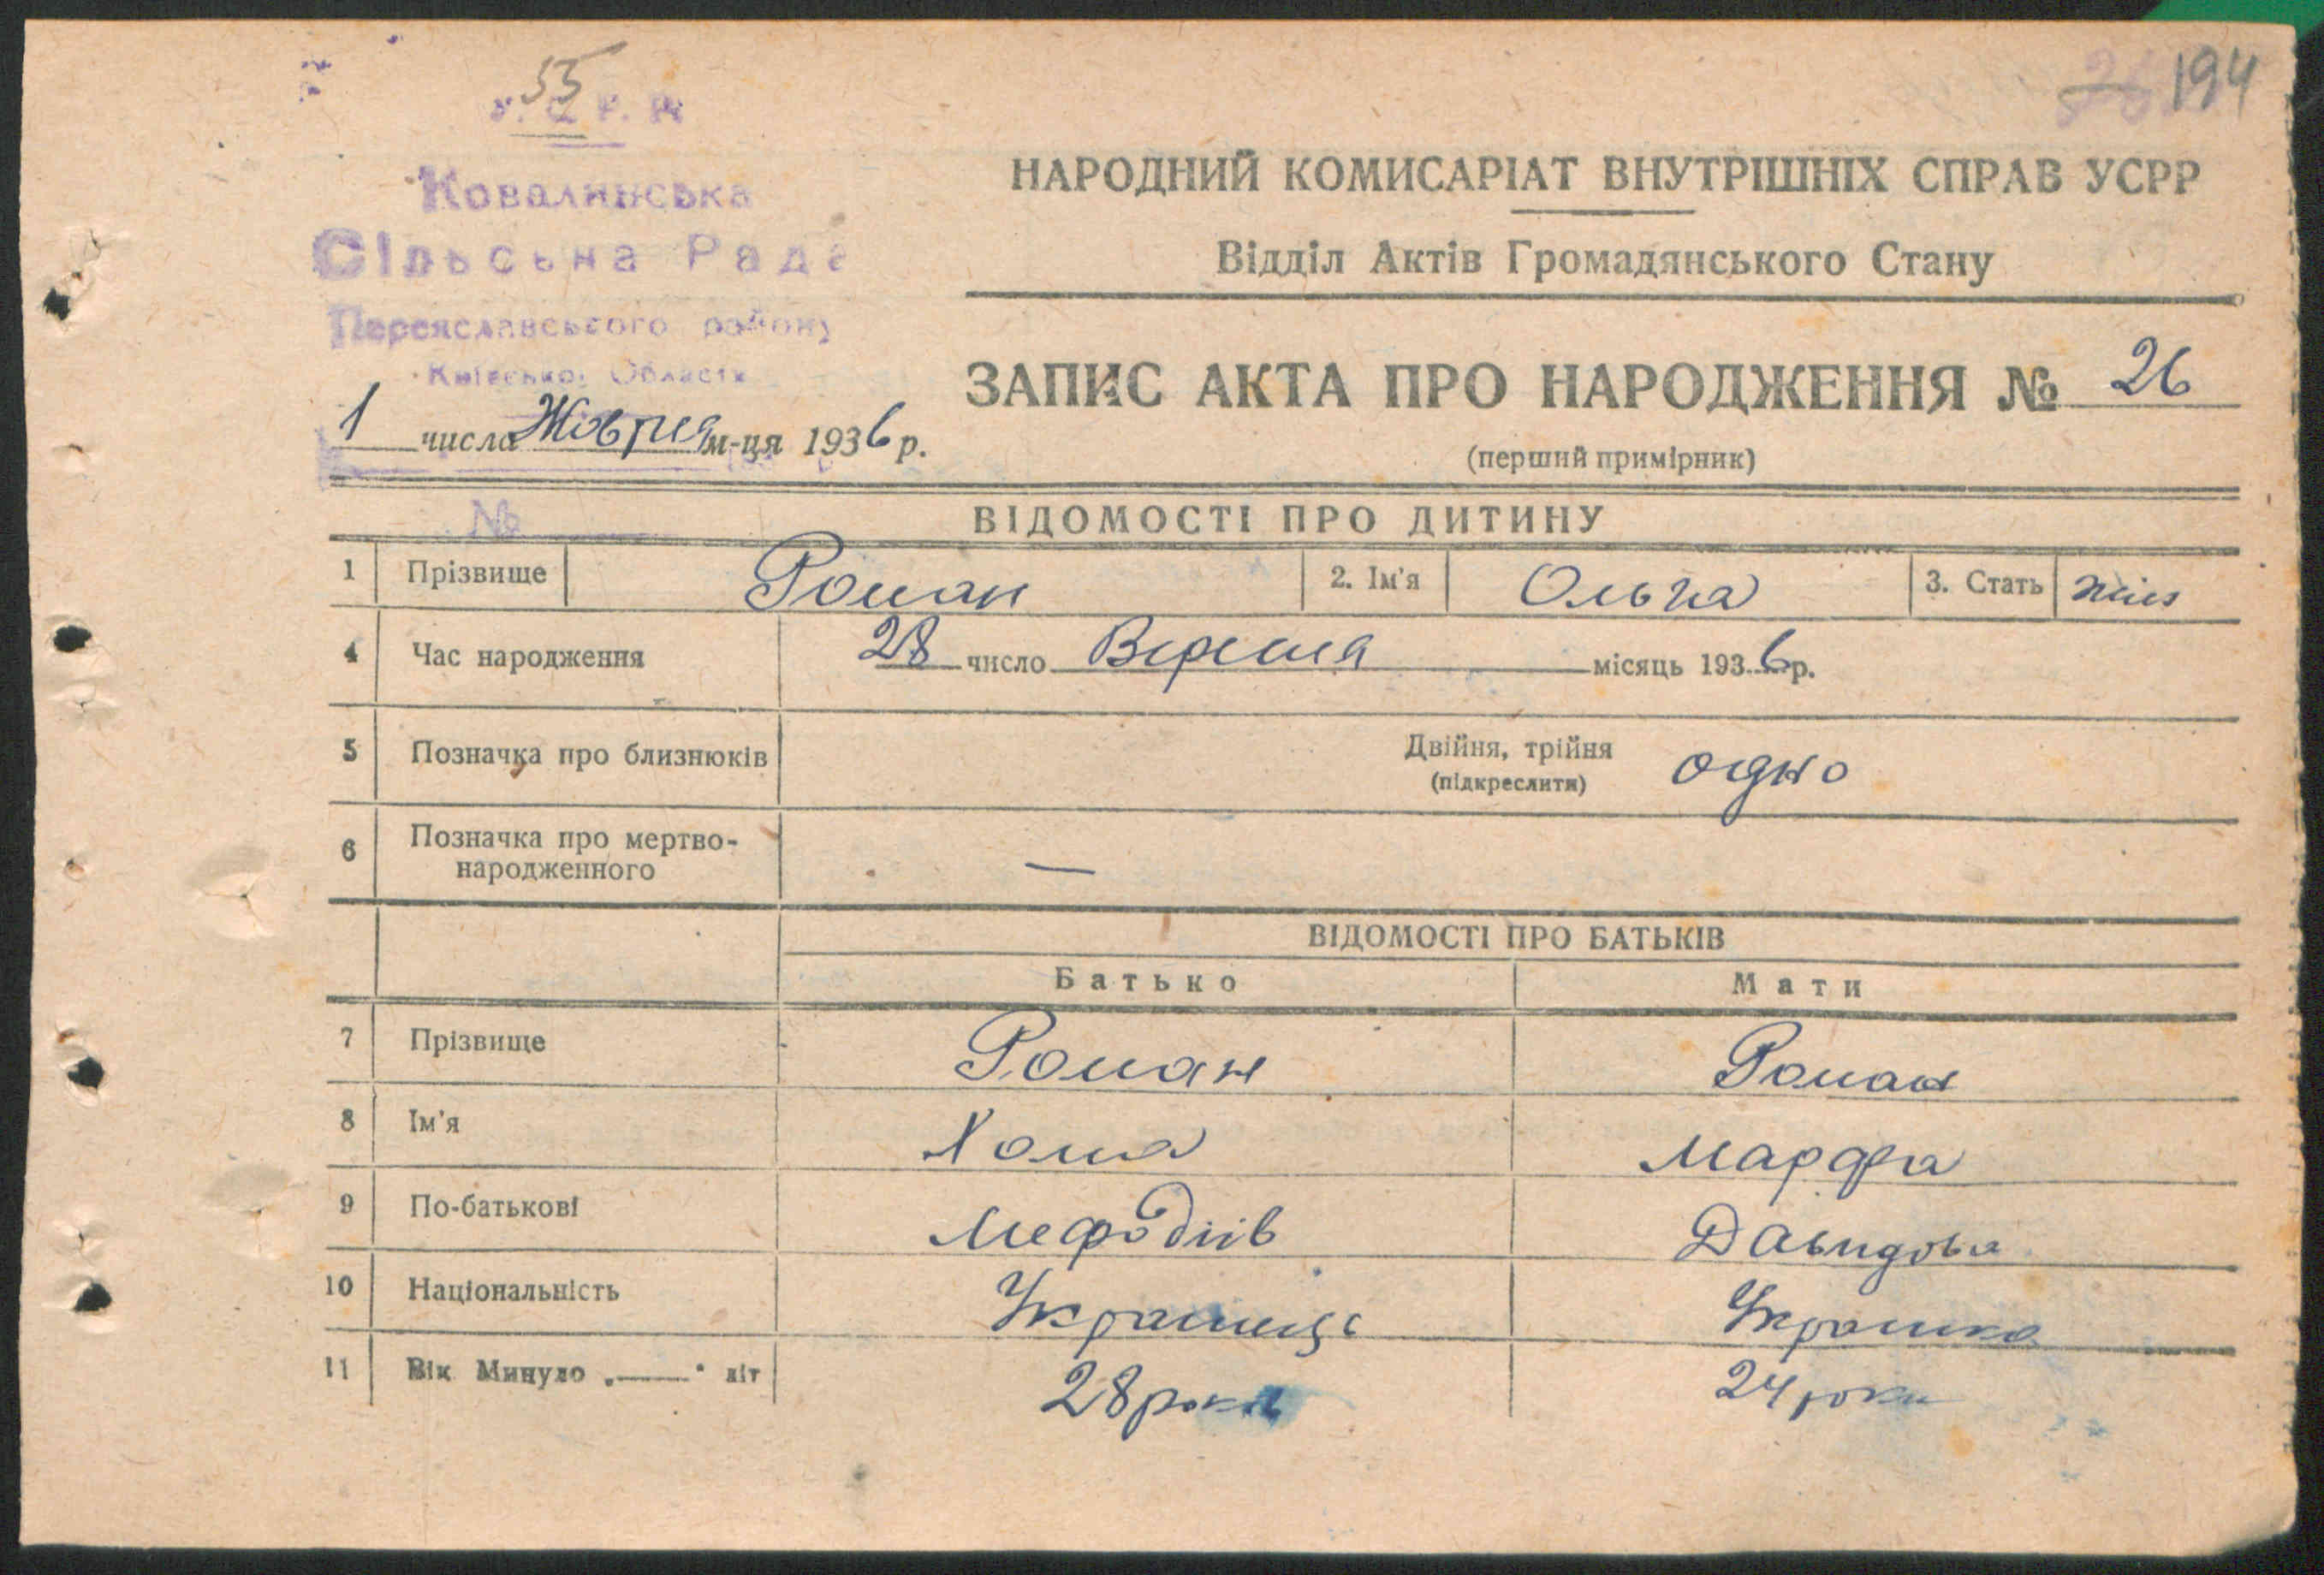 55
У. С. Р. Р.
194
Ковалинська
Сільська Рада
Переяславського району
Київської Області
НАРОДНИЙ КОМИСАРІАТ ВНУТРІШНІХ СПРАВ УСРР
Відділ Актів Громадянського Стану
ЗАПИС АКТА ПРО НАРОДЖЕННЯ № 26
(перший примірник)
1 числа Жовтня м-ця 1936 р.
№
ВІДОМОСТІ ПРО ДИТИНУ
1 Прізвище Роман 2. Ім'я Ольга 3. Стать жін
4 Час народження 28 число Вересня місяць 1936 р.
5 Позначка про близнюків Двійня, трійня одно
(підкреслити)
6 Позначка про мертво-
народженного —
ВІДОМОСТІ ПРО БАТЬКІВ
Батько Мати
7 Прізвище Роман Роман
8 Ім'я Хома Марфа
9 По-батькові Мефодіїв Давидова
10 Національність Українець Українка
11 Вік Минуло „——" літ 28 років 24 роки